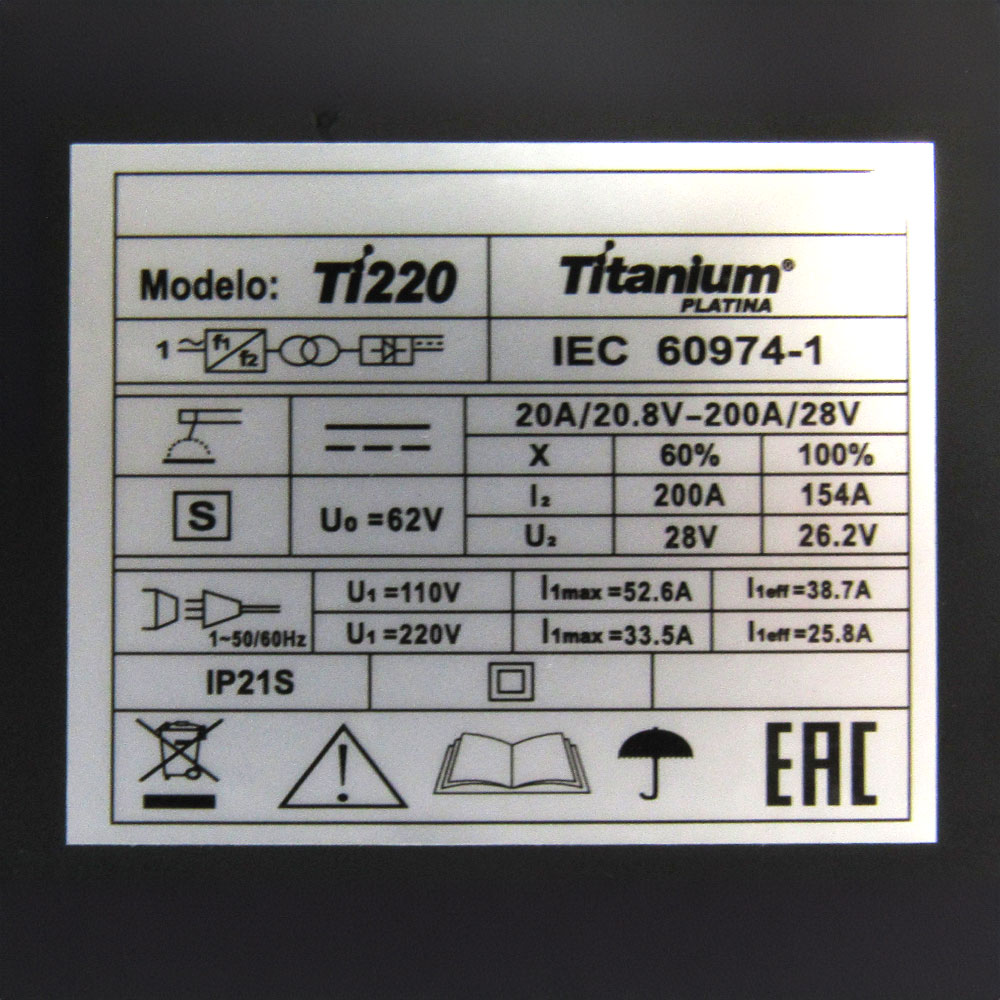 Modelo: Ti220
Titanium®
PLATINA
1 ~ f₁ f₂
IEC 60974-1
20A/20.8V–200A/28V
X 60% 100%
S
U₀ =62V
I₂ 200A 154A
U₂ 28V 26.2V
1~50/60Hz
U₁ =110V I₁max =52.6A I₁eff =38.7A
U₁ =220V I₁max =33.5A I₁eff =25.8A
IP21S
EAC